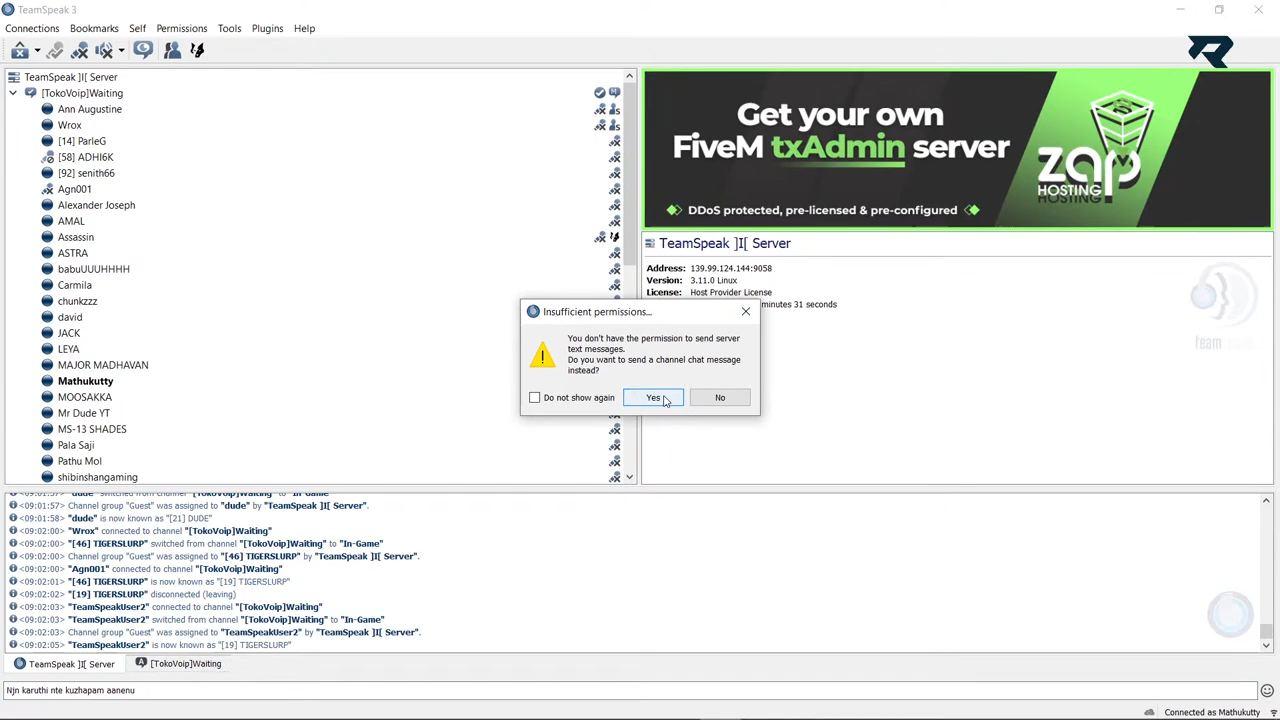 TeamSpeak 3
Connections Bookmarks Self Permissions Tools Plugins Help
TeamSpeak ]I[ Server
[TokoVoip]Waiting
Ann Augustine
Wrox
[14] ParleG
[58] ADHI6K
[92] senith66
Agn001
Alexander Joseph
AMAL
Assassin
ASTRA
babuUUUHHHH
Carmila
chunkzzz
david
JACK
LEYA
MAJOR MADHAVAN
Mathukutty
MOOSAKKA
Mr Dude YT
MS-13 SHADES
Pala Saji
Pathu Mol
shibinshangaming
Get your own
FiveM txAdmin server
DDoS protected, pre-licensed & pre-configured
ZAP
HOSTING
TeamSpeak ]I[ Server
Address: 139.99.124.144:9058
Version: 3.11.0 Linux
License: Host Provider License
minutes 31 seconds
Insufficient permissions...
You don't have the permission to send server
text messages.
Do you want to send a channel chat message
instead?
Do not show again Yes No
<09:01:57> "dude" switched from channel "[TokoVoip]Waiting" to "In-Game"
<09:01:57> Channel group "Guest" was assigned to "dude" by "TeamSpeak ]I[ Server".
<09:01:58> "dude" is now known as "[21] DUDE"
<09:02:00> "Wrox" connected to channel "[TokoVoip]Waiting"
<09:02:00> "[46] TIGERSLURP" switched from channel "[TokoVoip]Waiting" to "In-Game"
<09:02:00> Channel group "Guest" was assigned to "[46] TIGERSLURP" by "TeamSpeak ]I[ Server".
<09:02:00> "Agn001" connected to channel "[TokoVoip]Waiting"
<09:02:01> "[46] TIGERSLURP" is now known as "[19] TIGERSLURP"
<09:02:02> "[19] TIGERSLURP" disconnected (leaving)
<09:02:03> "TeamSpeakUser2" connected to channel "[TokoVoip]Waiting"
<09:02:03> "TeamSpeakUser2" switched from channel "[TokoVoip]Waiting" to "In-Game"
<09:02:03> Channel group "Guest" was assigned to "TeamSpeakUser2" by "TeamSpeak ]I[ Server".
<09:02:05> "TeamSpeakUser2" is now known as "[19] TIGERSLURP"
TeamSpeak ]I[ Server [TokoVoip]Waiting
Njn karuthi nte kuzhapam aanenu
Connected as Mathukutty